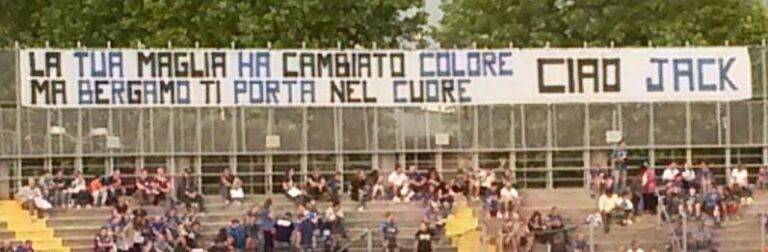 LA TUA MAGLIA HA CAMBIATO COLORE
MA BERGAMO TI PORTA NEL CUORE
CIAO JACK